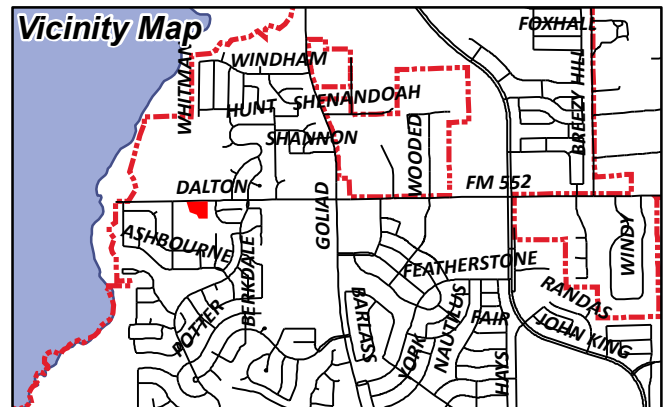 Vicinity Map
FOXHALL
WHITMAN
WINDHAM
BREEZY HILL
HUNT
SHENANDOAH
SHANNON
WOODED
DALTON
FM 552
GOLIAD
ASHBOURNE
BERKDALE
WINDY
FEATHERSTONE
RANDAS
POTTER
BARLASS
YORK
NAUTILUS
FAIR
JOHN KING
HAYS